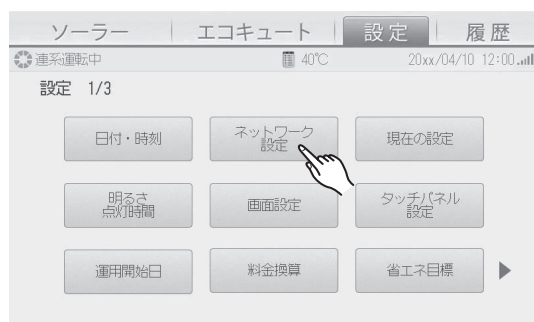 ソーラー エコキュート 設定 履歴
連系運転中 40℃ 20xx/04/10 12:00
設定 1/3
日付・時刻
ネットワーク
設定
現在の設定
明るさ
点灯時間
画面設定
タッチパネル
設定
運用開始日
料金換算
省エネ目標